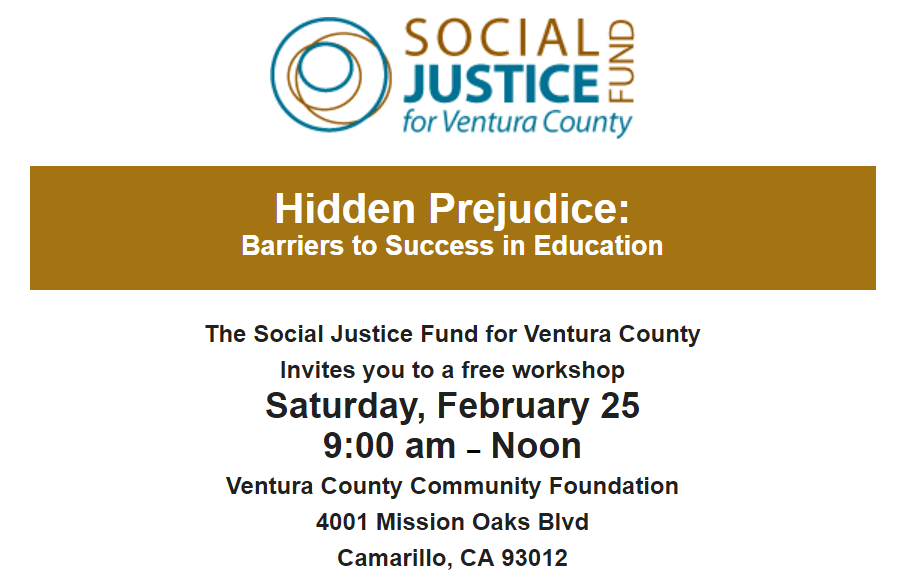 SOCIAL
JUSTICE
FUND
for Ventura County
Hidden Prejudice:
Barriers to Success in Education
The Social Justice Fund for Ventura County
Invites you to a free workshop
Saturday, February 25
9:00 am – Noon
Ventura County Community Foundation
4001 Mission Oaks Blvd
Camarillo, CA 93012